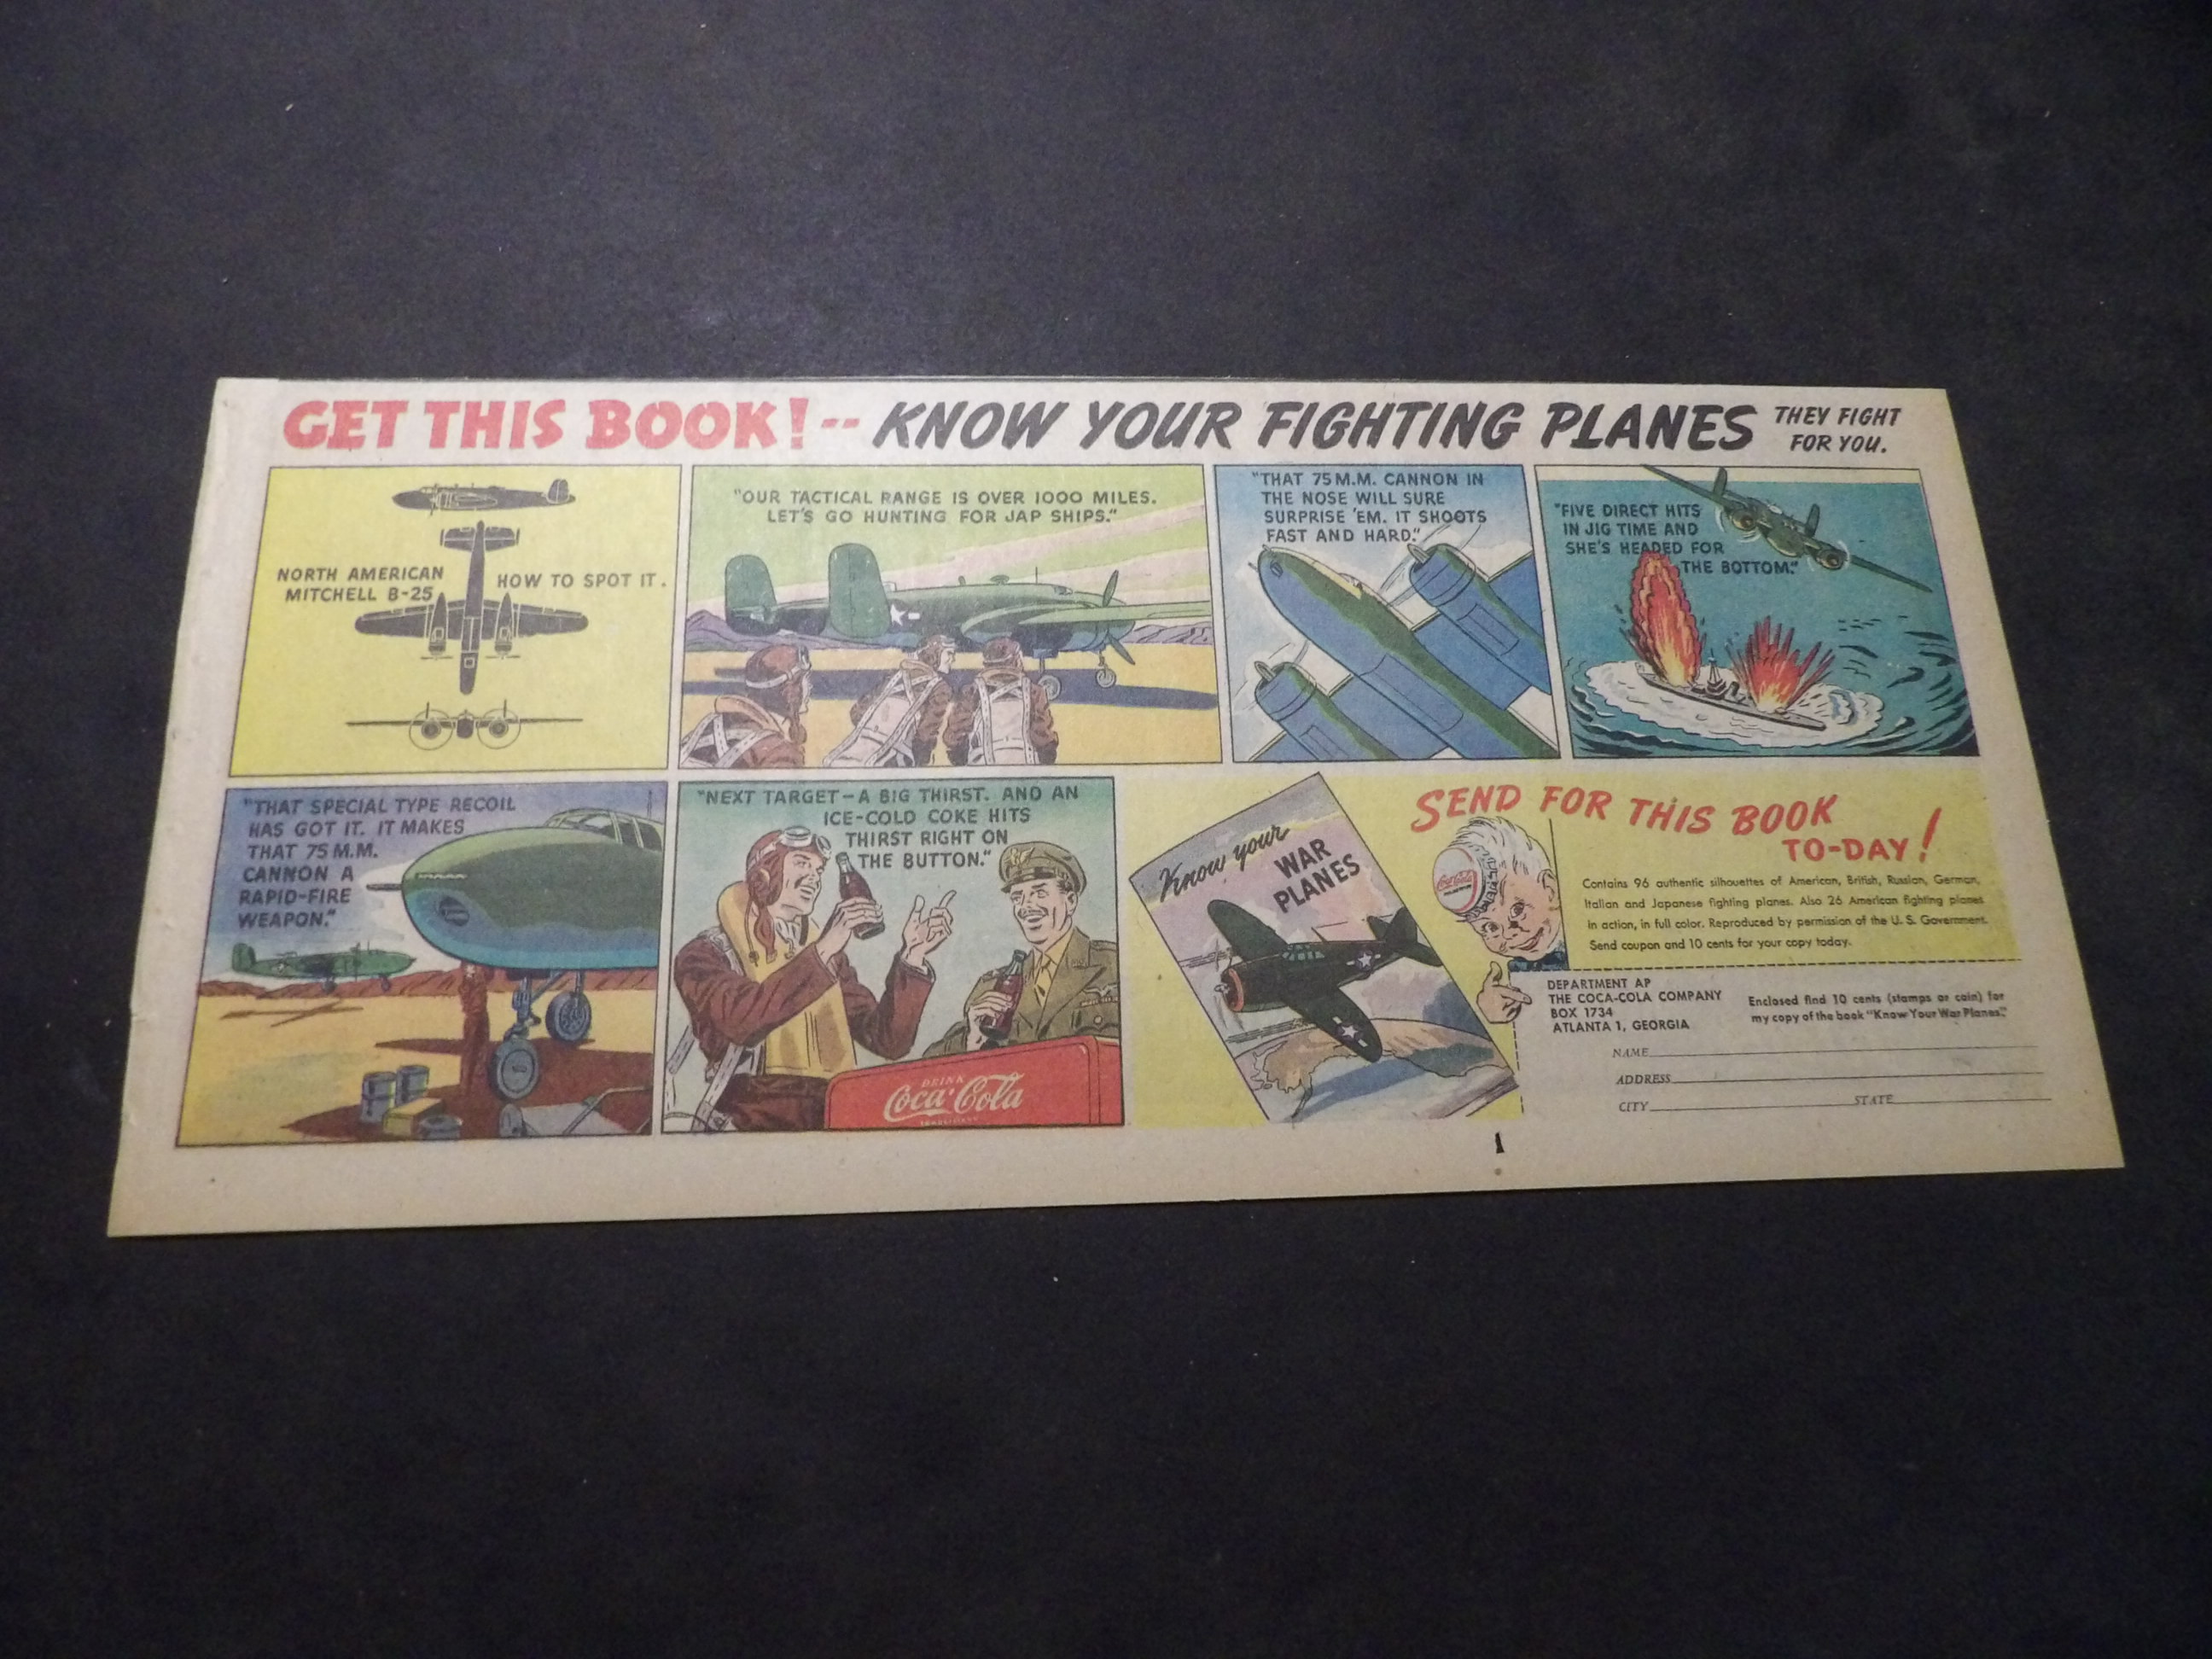 GET THIS BOOK! -- KNOW YOUR FIGHTING PLANES THEY FIGHT
FOR YOU.
NORTH AMERICAN
MITCHELL B-25
HOW TO SPOT IT.
"OUR TACTICAL RANGE IS OVER 1000 MILES.
LET'S GO HUNTING FOR JAP SHIPS."
"THAT 75 M.M. CANNON IN
THE NOSE WILL SURE
SURPRISE 'EM. IT SHOOTS
FAST AND HARD."
"FIVE DIRECT HITS
IN JIG TIME AND
SHE'S HEADED FOR
THE BOTTOM."
"THAT SPECIAL TYPE RECOIL
HAS GOT IT. IT MAKES
THAT 75 M.M.
CANNON A
RAPID-FIRE
WEAPON."
"NEXT TARGET—A BIG THIRST. AND AN
ICE-COLD COKE HITS
THIRST RIGHT ON
THE BUTTON."
DRINK
Coca-Cola
Know your
WAR
PLANES
SEND FOR THIS BOOK
TO-DAY!
Coca-Cola
Contains 96 authentic silhouettes of American, British, Russian, German,
Italian and Japanese fighting planes. Also 26 American fighting planes
in action, in full color. Reproduced by permission of the U. S. Government.
Send coupon and 10 cents for your copy today.
DEPARTMENT AP
THE COCA-COLA COMPANY
BOX 1734
ATLANTA 1, GEORGIA
Enclosed find 10 cents (stamps or coin) for
my copy of the book "Know Your War Planes."
NAME
ADDRESS
CITY STATE
1